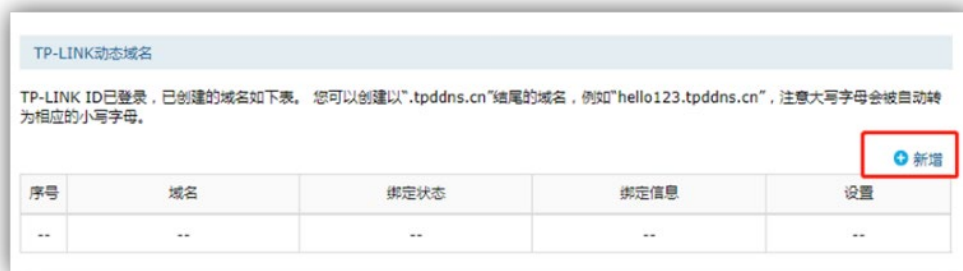 TP-LINK动态域名
TP-LINK ID已登录，已创建的域名如下表。 您可以创建以“.tpddns.cn”结尾的域名，例如“hello123.tpddns.cn”，注意大写字母会被自动转
为相应的小写字母。
新增
序号 域名 绑定状态 绑定信息 设置
-- -- -- -- --